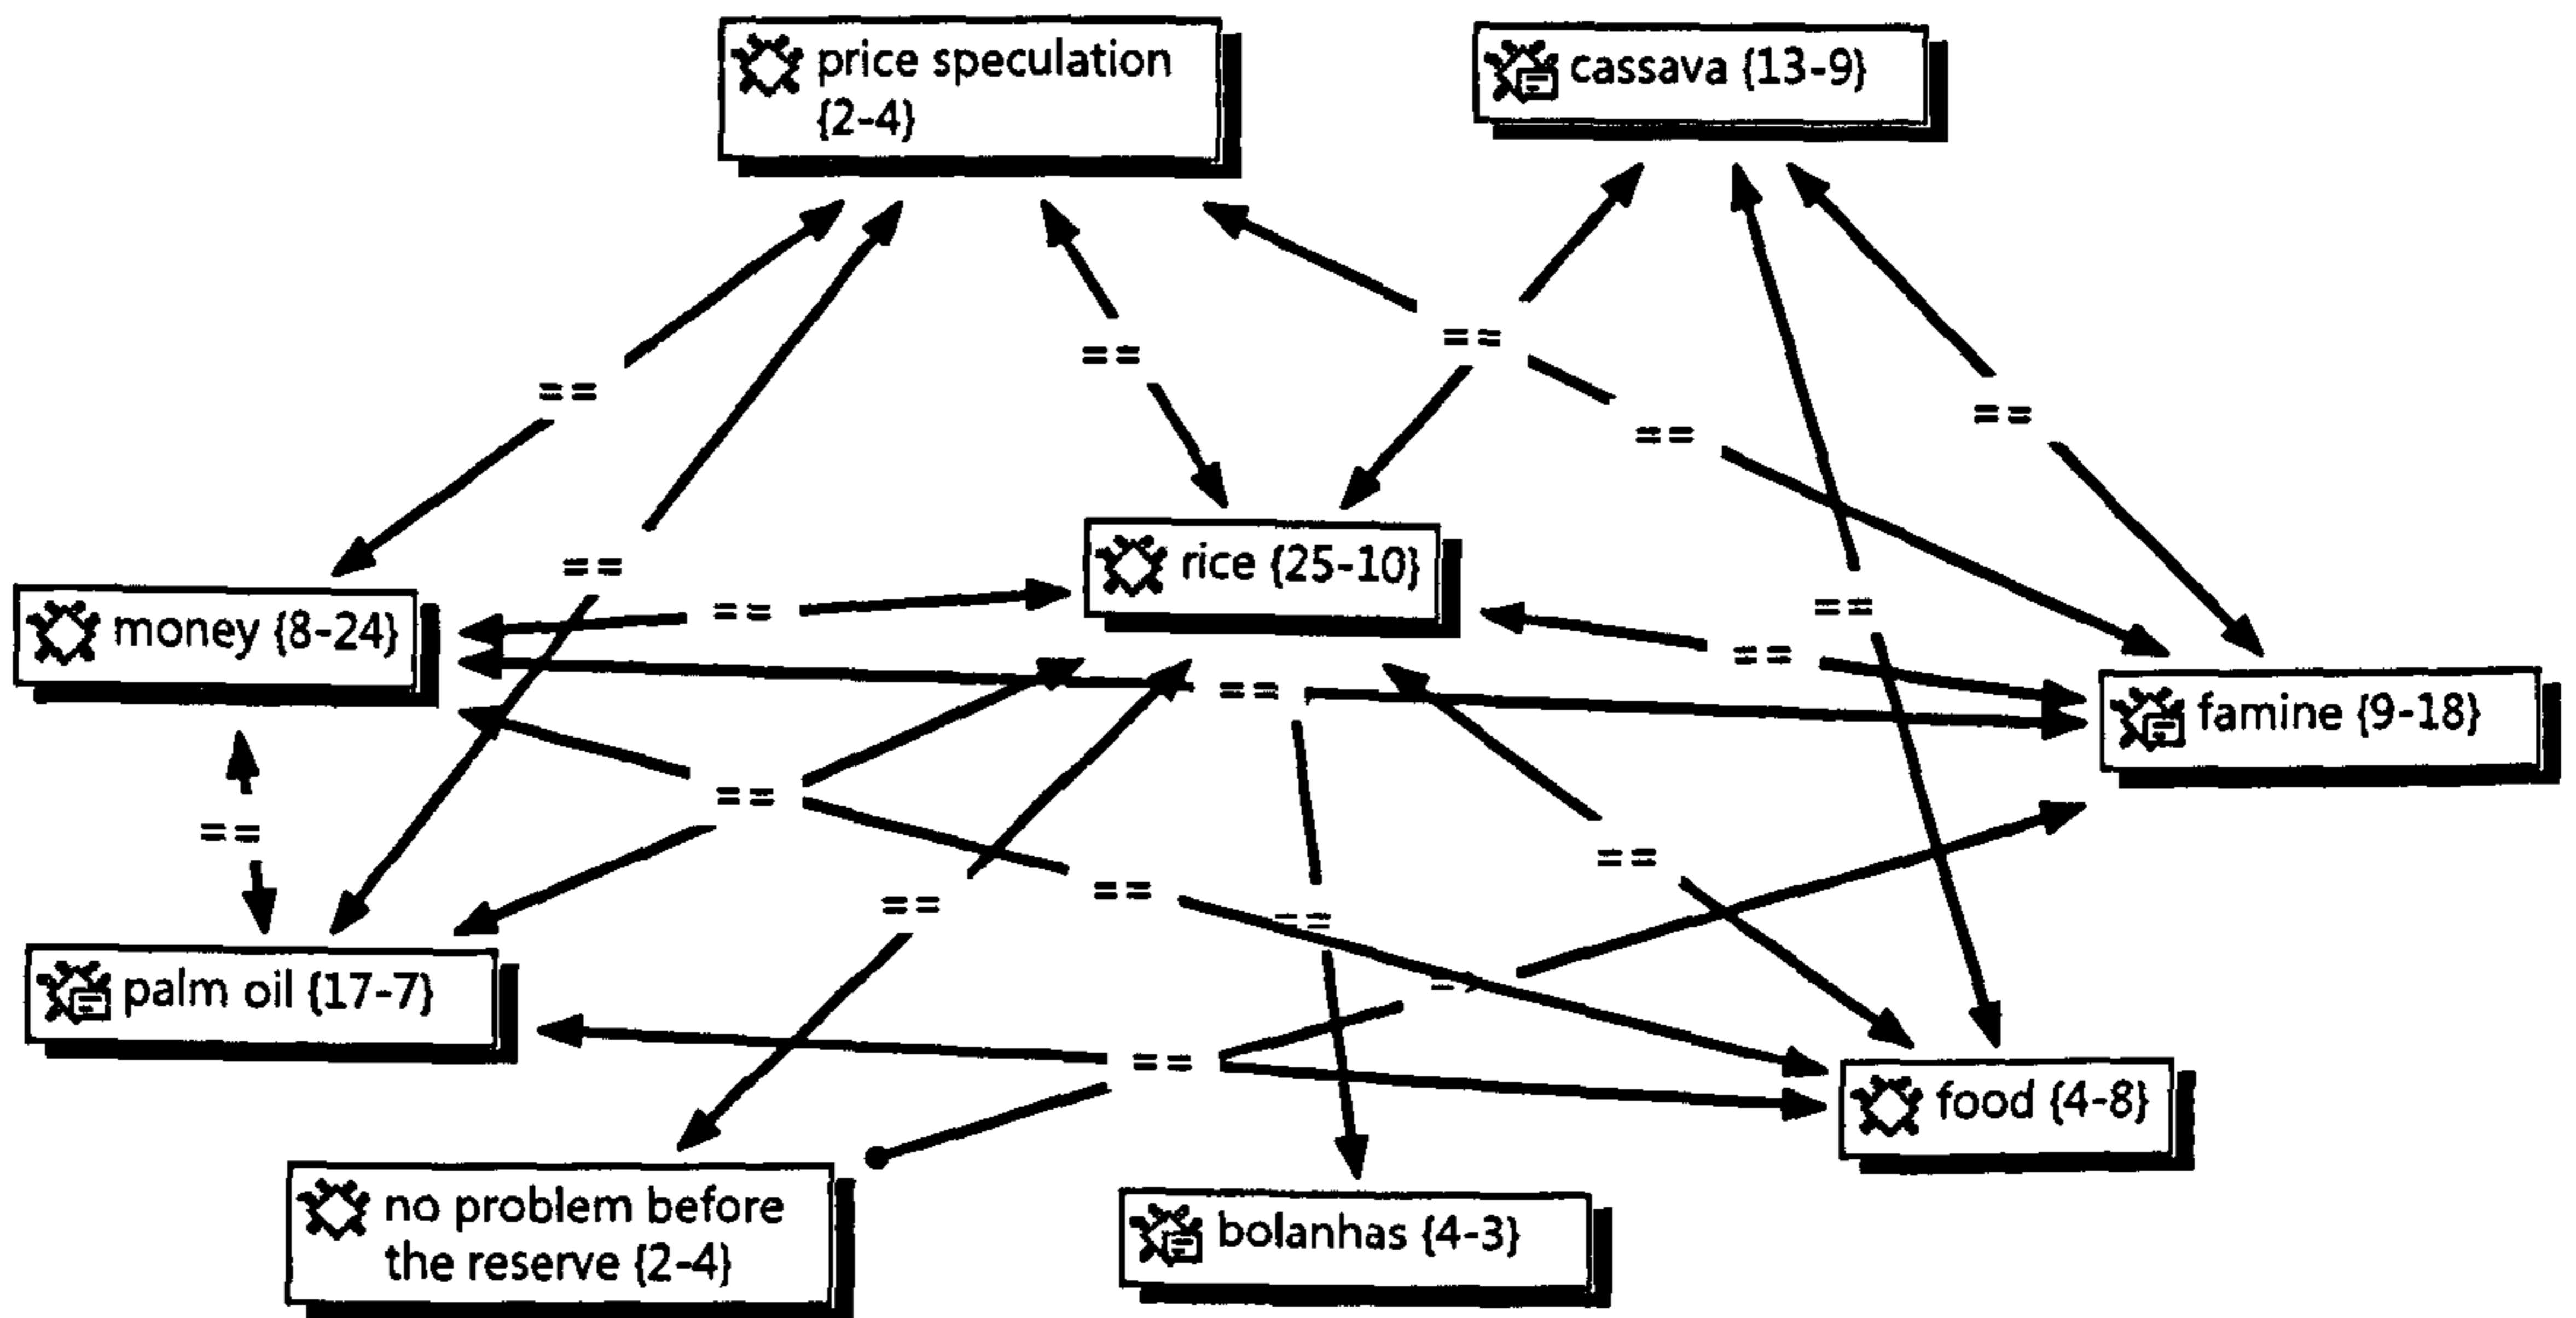 price speculation
{2-4}
cassava {13-9}
==
==
==
==
==
==
rice {25-10}
==
==
money {8-24}
==
==
famine {9-18}
==
==
==
==
==
==
palm oil {17-7}
==
food {4-8}
no problem before
the reserve {2-4}
bolanhas {4-3}